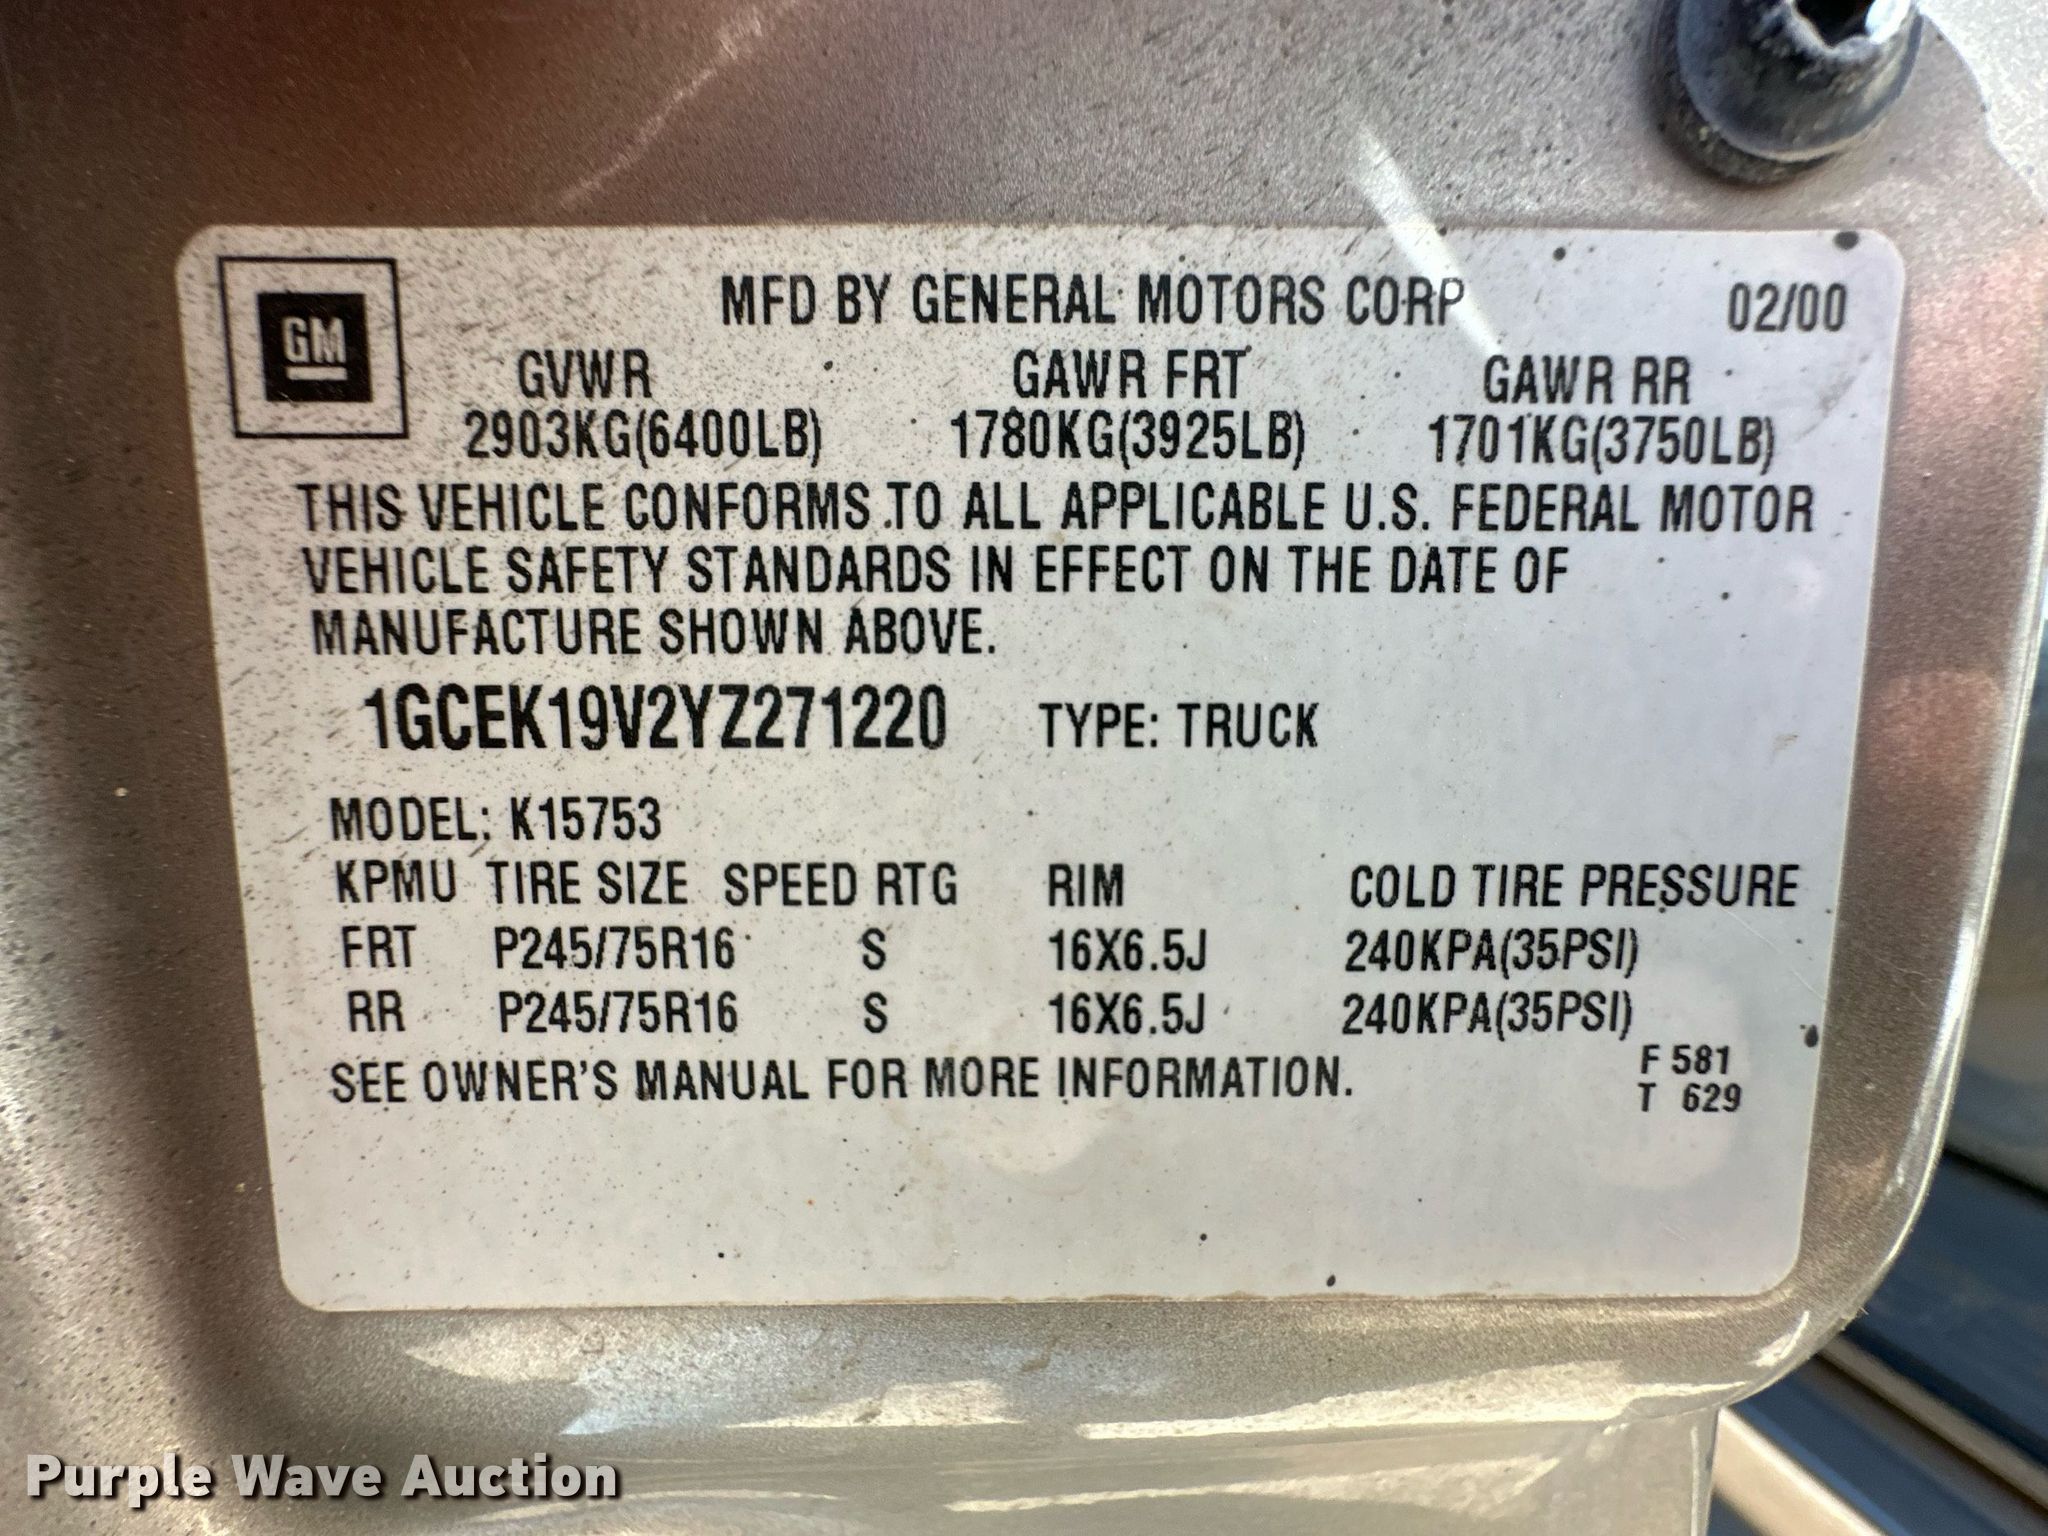 GM
MFD BY GENERAL MOTORS CORP 02/00
GVWR GAWR FRT GAWR RR
2903KG(6400LB) 1780KG(3925LB) 1701KG(3750LB)
THIS VEHICLE CONFORMS TO ALL APPLICABLE U.S. FEDERAL MOTOR
VEHICLE SAFETY STANDARDS IN EFFECT ON THE DATE OF
MANUFACTURE SHOWN ABOVE.
1GCEK19V2YZ271220 TYPE: TRUCK
MODEL: K15753
KPMU TIRE SIZE SPEED RTG RIM COLD TIRE PRESSURE
FRT P245/75R16 S 16X6.5J 240KPA(35PSI)
RR P245/75R16 S 16X6.5J 240KPA(35PSI)
SEE OWNER'S MANUAL FOR MORE INFORMATION.
F 581
T 629
Purple Wave Auction